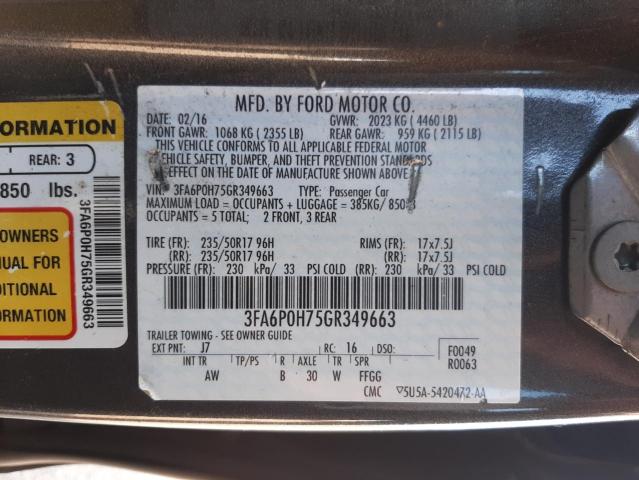 MFD. BY FORD MOTOR CO.
DATE: 02/16 GVWR: 2023 KG ( 4460 LB)
FRONT GAWR: 1068 KG ( 2355 LB) REAR GAWR: 959 KG ( 2115 LB)
THIS VEHICLE CONFORMS TO ALL APPLICABLE FEDERAL MOTOR
VEHICLE SAFETY, BUMPER, AND THEFT PREVENTION STANDARDS
IN EFFECT ON THE DATE OF MANUFACTURE SHOWN ABOVE.
VIN: 3FA6P0H75GR349663 TYPE: Passenger Car
MAXIMUM LOAD = OCCUPANTS + LUGGAGE = 385KG/ 850
OCCUPANTS = 5 TOTAL; 2 FRONT, 3 REAR
TIRE (FR): 235/50R17 96H RIMS (FR): 17x7.5J
(RR): 235/50R17 96H (RR): 17x7.5J
PRESSURE (FR): 230 kPa/ 33 PSI COLD (RR): 230 kPa/ 33 PSI COLD
3FA6P0H75GR349663
TRAILER TOWING - SEE OWNER GUIDE
EXT PNT: J7 RC: 16 DSO: F0049
R0063
INT TR TP/PS R AXLE TR SPR
AW B 30 W FFGG
CMC 5U5A-5420472-AA
FORMATION
REAR: 3
850 lbs.
OWNERS
NUAL FOR
DITIONAL
FORMATION
3FA6P0H75GR349663